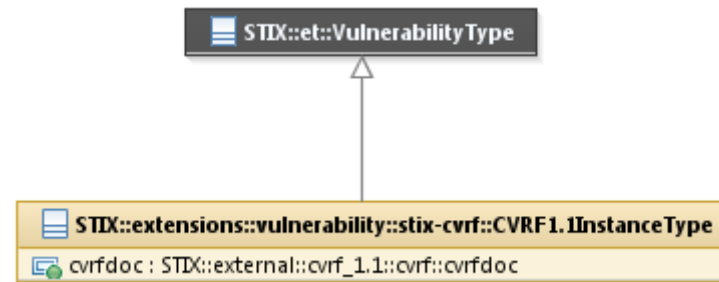 STIX::et::VulnerabilityType
STIX::extensions::vulnerability::stix-cvrf::CVRF1.1InstanceType
cvrfdoc : STIX::external::cvrf_1.1::cvrf::cvrfdoc